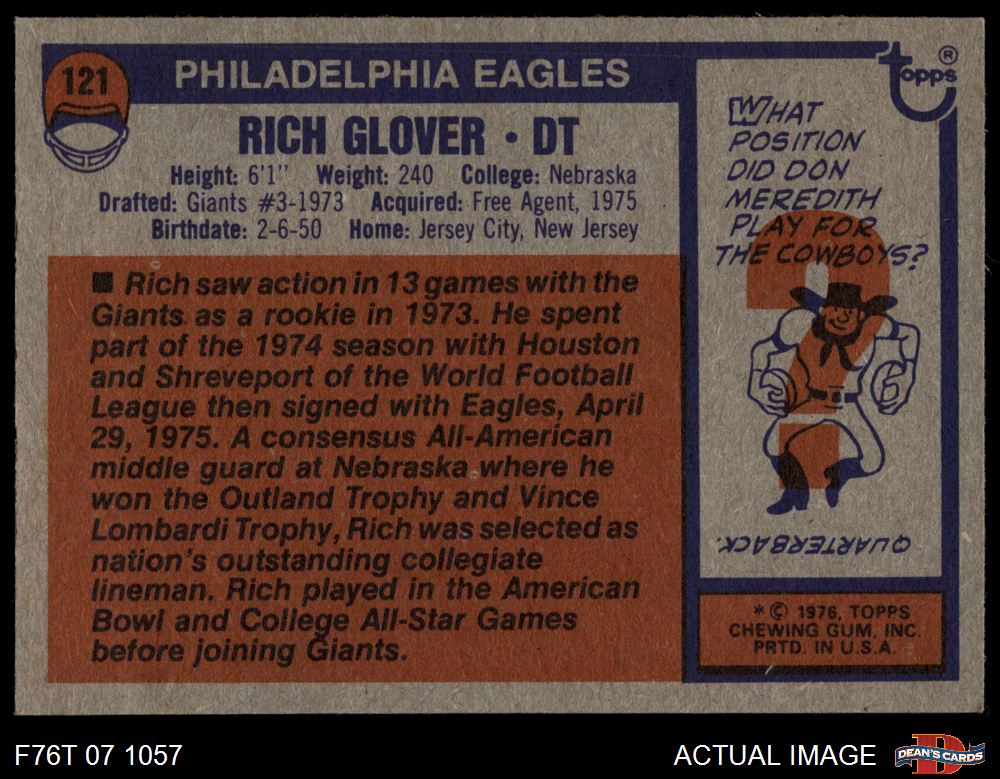 121
PHILADELPHIA EAGLES
RICH GLOVER • DT
Height: 6'1" Weight: 240 College: Nebraska
Drafted: Giants #3-1973 Acquired: Free Agent, 1975
Birthdate: 2-6-50 Home: Jersey City, New Jersey
■ Rich saw action in 13 games with the
Giants as a rookie in 1973. He spent
part of the 1974 season with Houston
and Shreveport of the World Football
League then signed with Eagles, April
29, 1975. A consensus All-American
middle guard at Nebraska where he
won the Outland Trophy and Vince
Lombardi Trophy, Rich was selected as
nation's outstanding collegiate
lineman. Rich played in the American
Bowl and College All-Star Games
before joining Giants.
topps®
WHAT
POSITION
DID DON
MEREDITH
PLAY FOR
THE COWBOYS?
?
QUARTERBACK.
* © 1976, TOPPS
CHEWING GUM, INC.
PRTD. IN U.S.A.
F76T 07 1057
ACTUAL IMAGE
D
DEAN'S CARDS